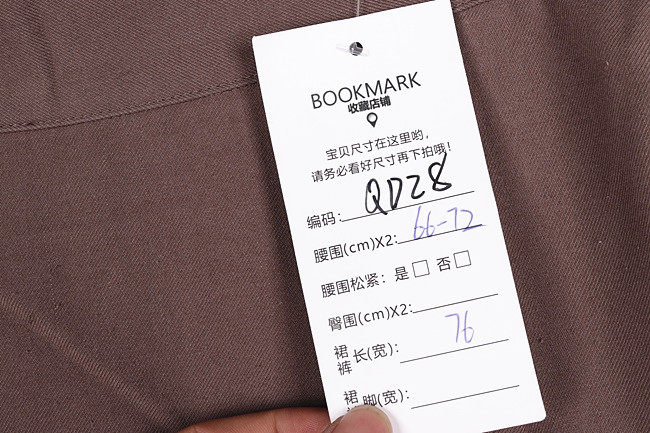 BOOKMARK
收藏店铺
宝贝尺寸在这里哟,
请务必看好尺寸再下拍哦!
编码: QD28
腰围(cm)X2: 66-72
腰围松紧: 是□ 否□
臀围(cm)X2:
裙裤长(宽): 76
裙 脚(宽):